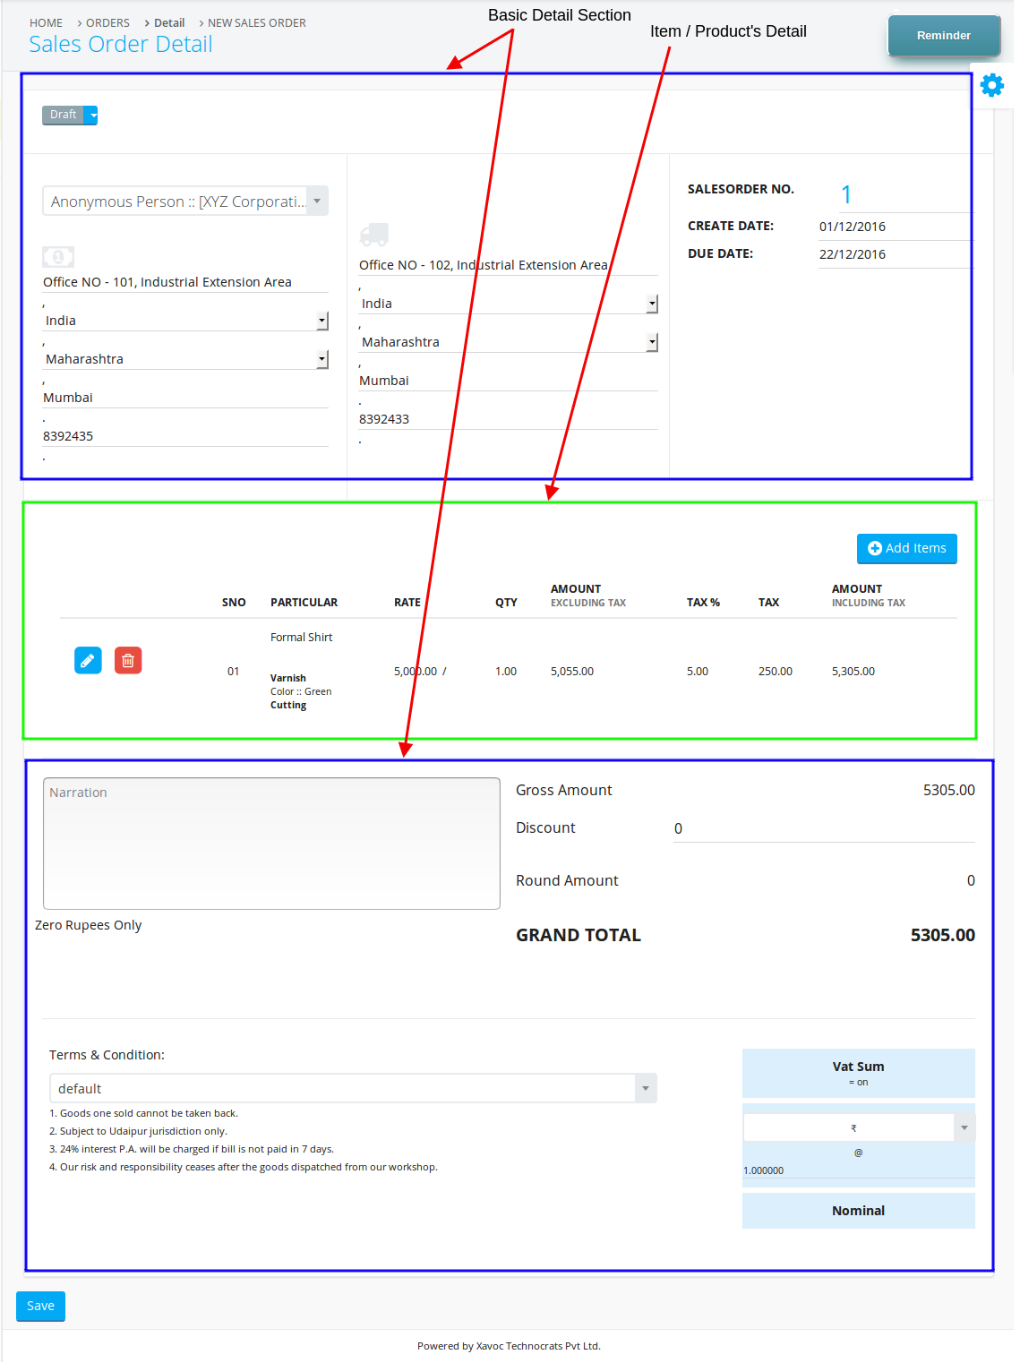 Basic Detail Section
Item / Product's Detail
HOME > ORDERS > Detail > NEW SALES ORDER
Sales Order Detail
Reminder
Draft
Anonymous Person :: [XYZ Corporati...
Office NO - 101, Industrial Extension Area
,
India
,
Maharashtra
,
Mumbai
.
8392435
.
Office NO - 102, Industrial Extension Area
,
India
,
Maharashtra
,
Mumbai
.
8392433
.
SALESORDER NO. 1
CREATE DATE: 01/12/2016
DUE DATE: 22/12/2016
Add Items
SNO PARTICULAR RATE QTY AMOUNT EXCLUDING TAX TAX % TAX AMOUNT INCLUDING TAX
Formal Shirt
01 5,000.00 / 1.00 5,055.00 5.00 250.00 5,305.00
Varnish
Color :: Green
Cutting
Narration
Zero Rupees Only
Gross Amount 5305.00
Discount 0
Round Amount 0
GRAND TOTAL 5305.00
Terms & Condition:
default
1. Goods one sold cannot be taken back.
2. Subject to Udaipur jurisdiction only.
3. 24% interest P.A. will be charged if bill is not paid in 7 days.
4. Our risk and responsibility ceases after the goods dispatched from our workshop.
Vat Sum
= on
₹
@
1.000000
Nominal
Save
Powered by Xavoc Technocrats Pvt Ltd.